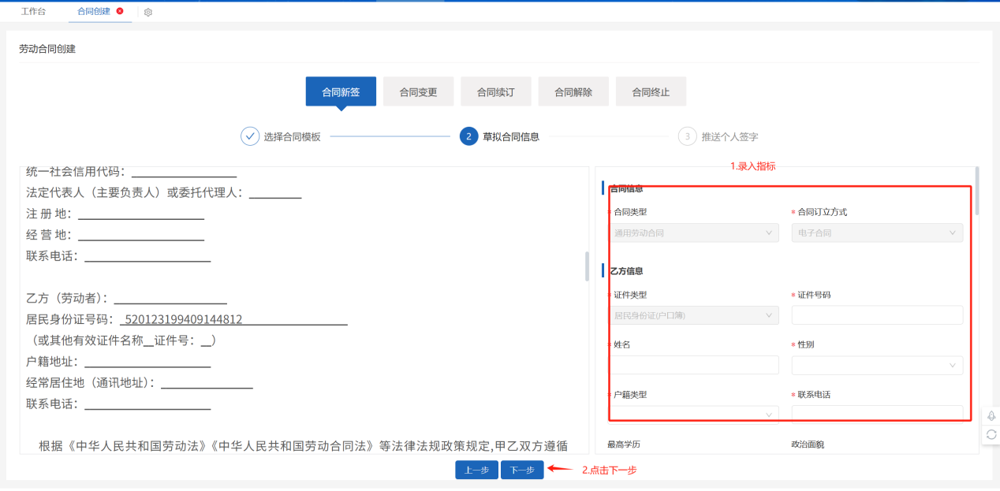 工作台 合同创建
劳动合同创建
合同新签 合同变更 合同续订 合同解除 合同终止
选择合同模板 2 草拟合同信息 3 推送个人签字
统一社会信用代码：
法定代表人（主要负责人）或委托代理人：
注 册 地：
经 营 地：
联系电话：
乙方（劳动者）：
居民身份证号码： 520123199409144812
（或其他有效证件名称__证件号：__）
户籍地址：
经常居住地（通讯地址）：
联系电话：
根据《中华人民共和国劳动法》《中华人民共和国劳动合同法》等法律法规政策规定,甲乙双方遵循
1.录入指标
合同信息
* 合同类型 * 合同订立方式
通用劳动合同 电子合同
乙方信息
* 证件类型 * 证件号码
居民身份证(户口簿)
* 姓名 * 性别
* 户籍类型 * 联系电话
最高学历 政治面貌
上一步 下一步 2.点击下一步